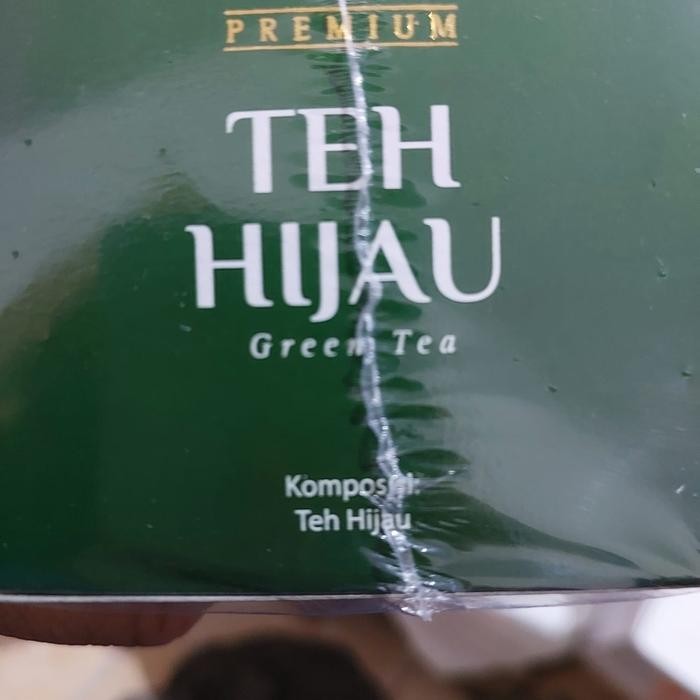 PREMIUM
TEH
HIJAU
Green Tea
Komposisi:
Teh Hijau